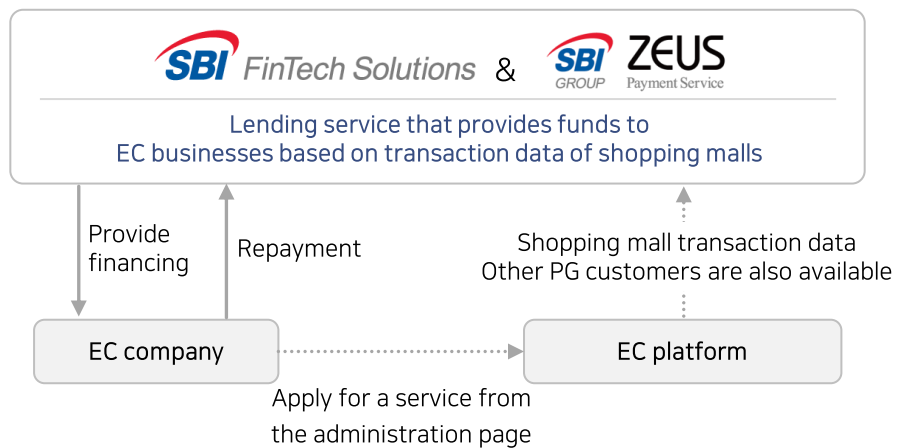 SBI FinTech Solutions & SBI GROUP ZEUS Payment Service
Lending service that provides funds to
EC businesses based on transaction data of shopping malls
Provide
financing
Repayment
Shopping mall transaction data
Other PG customers are also available
EC company
EC platform
Apply for a service from
the administration page